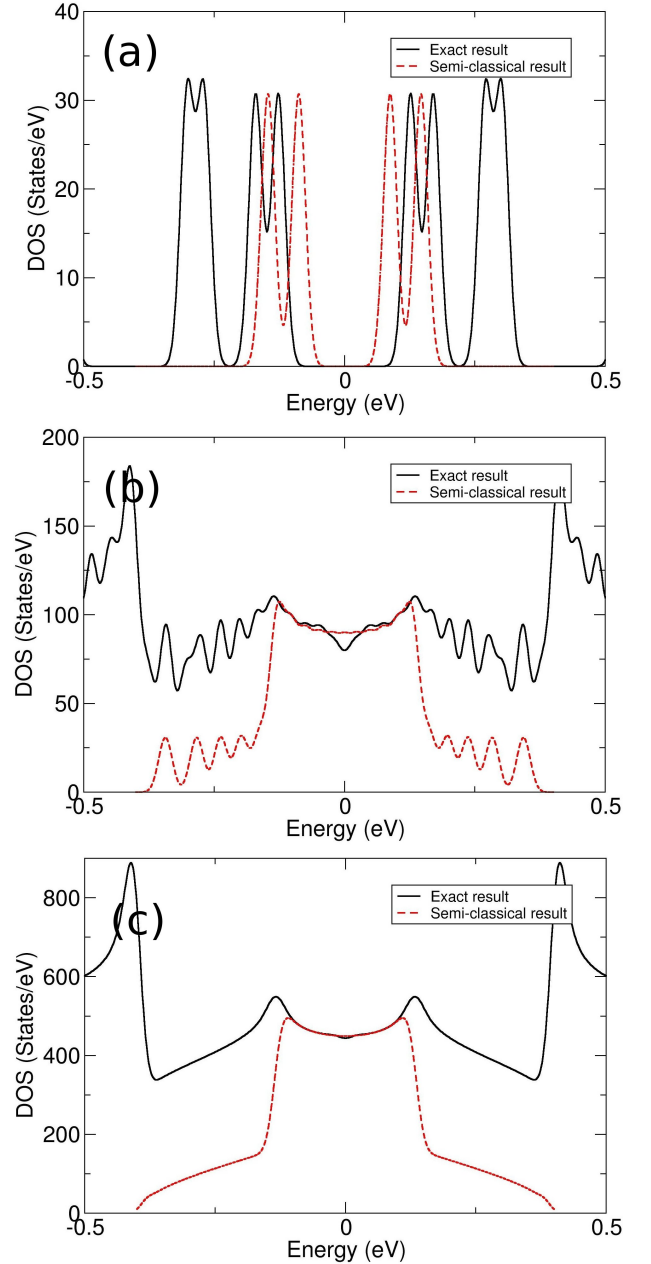 (a)
40
Exact result
Semi-classical result
30
20
10
0
DOS (States/eV)
-0.5
0
0.5
Energy (eV)
(b)
200
Exact result
Semi-classical result
150
100
50
0
DOS (States/eV)
-0.5
0
0.5
Energy (eV)
(c)
Exact result
Semi-classical result
800
600
400
200
0
DOS (States/eV)
-0.5
0
0.5
Energy (eV)